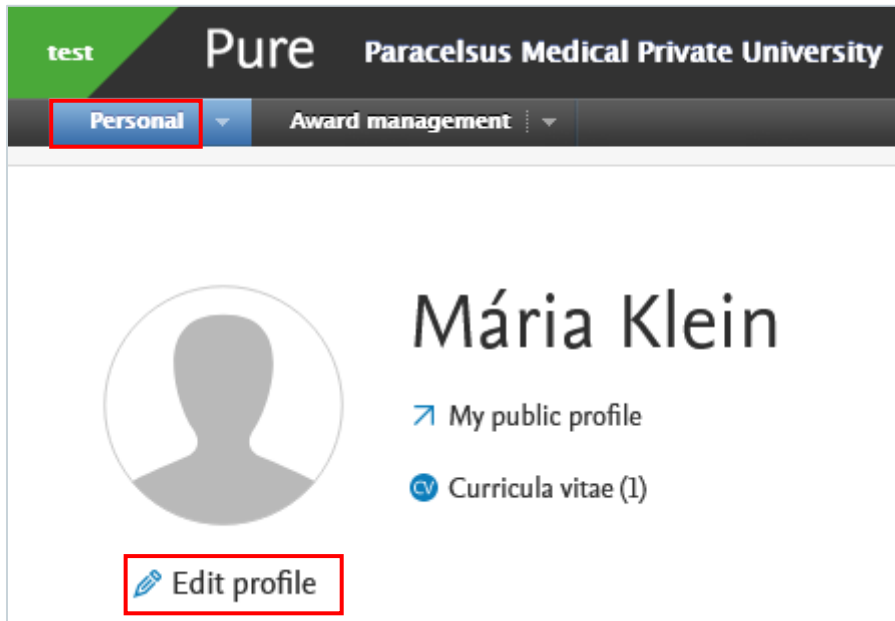 test Pure Paracelsus Medical Private University
Personal Award management
Mária Klein
My public profile
CV Curricula vitae (1)
Edit profile